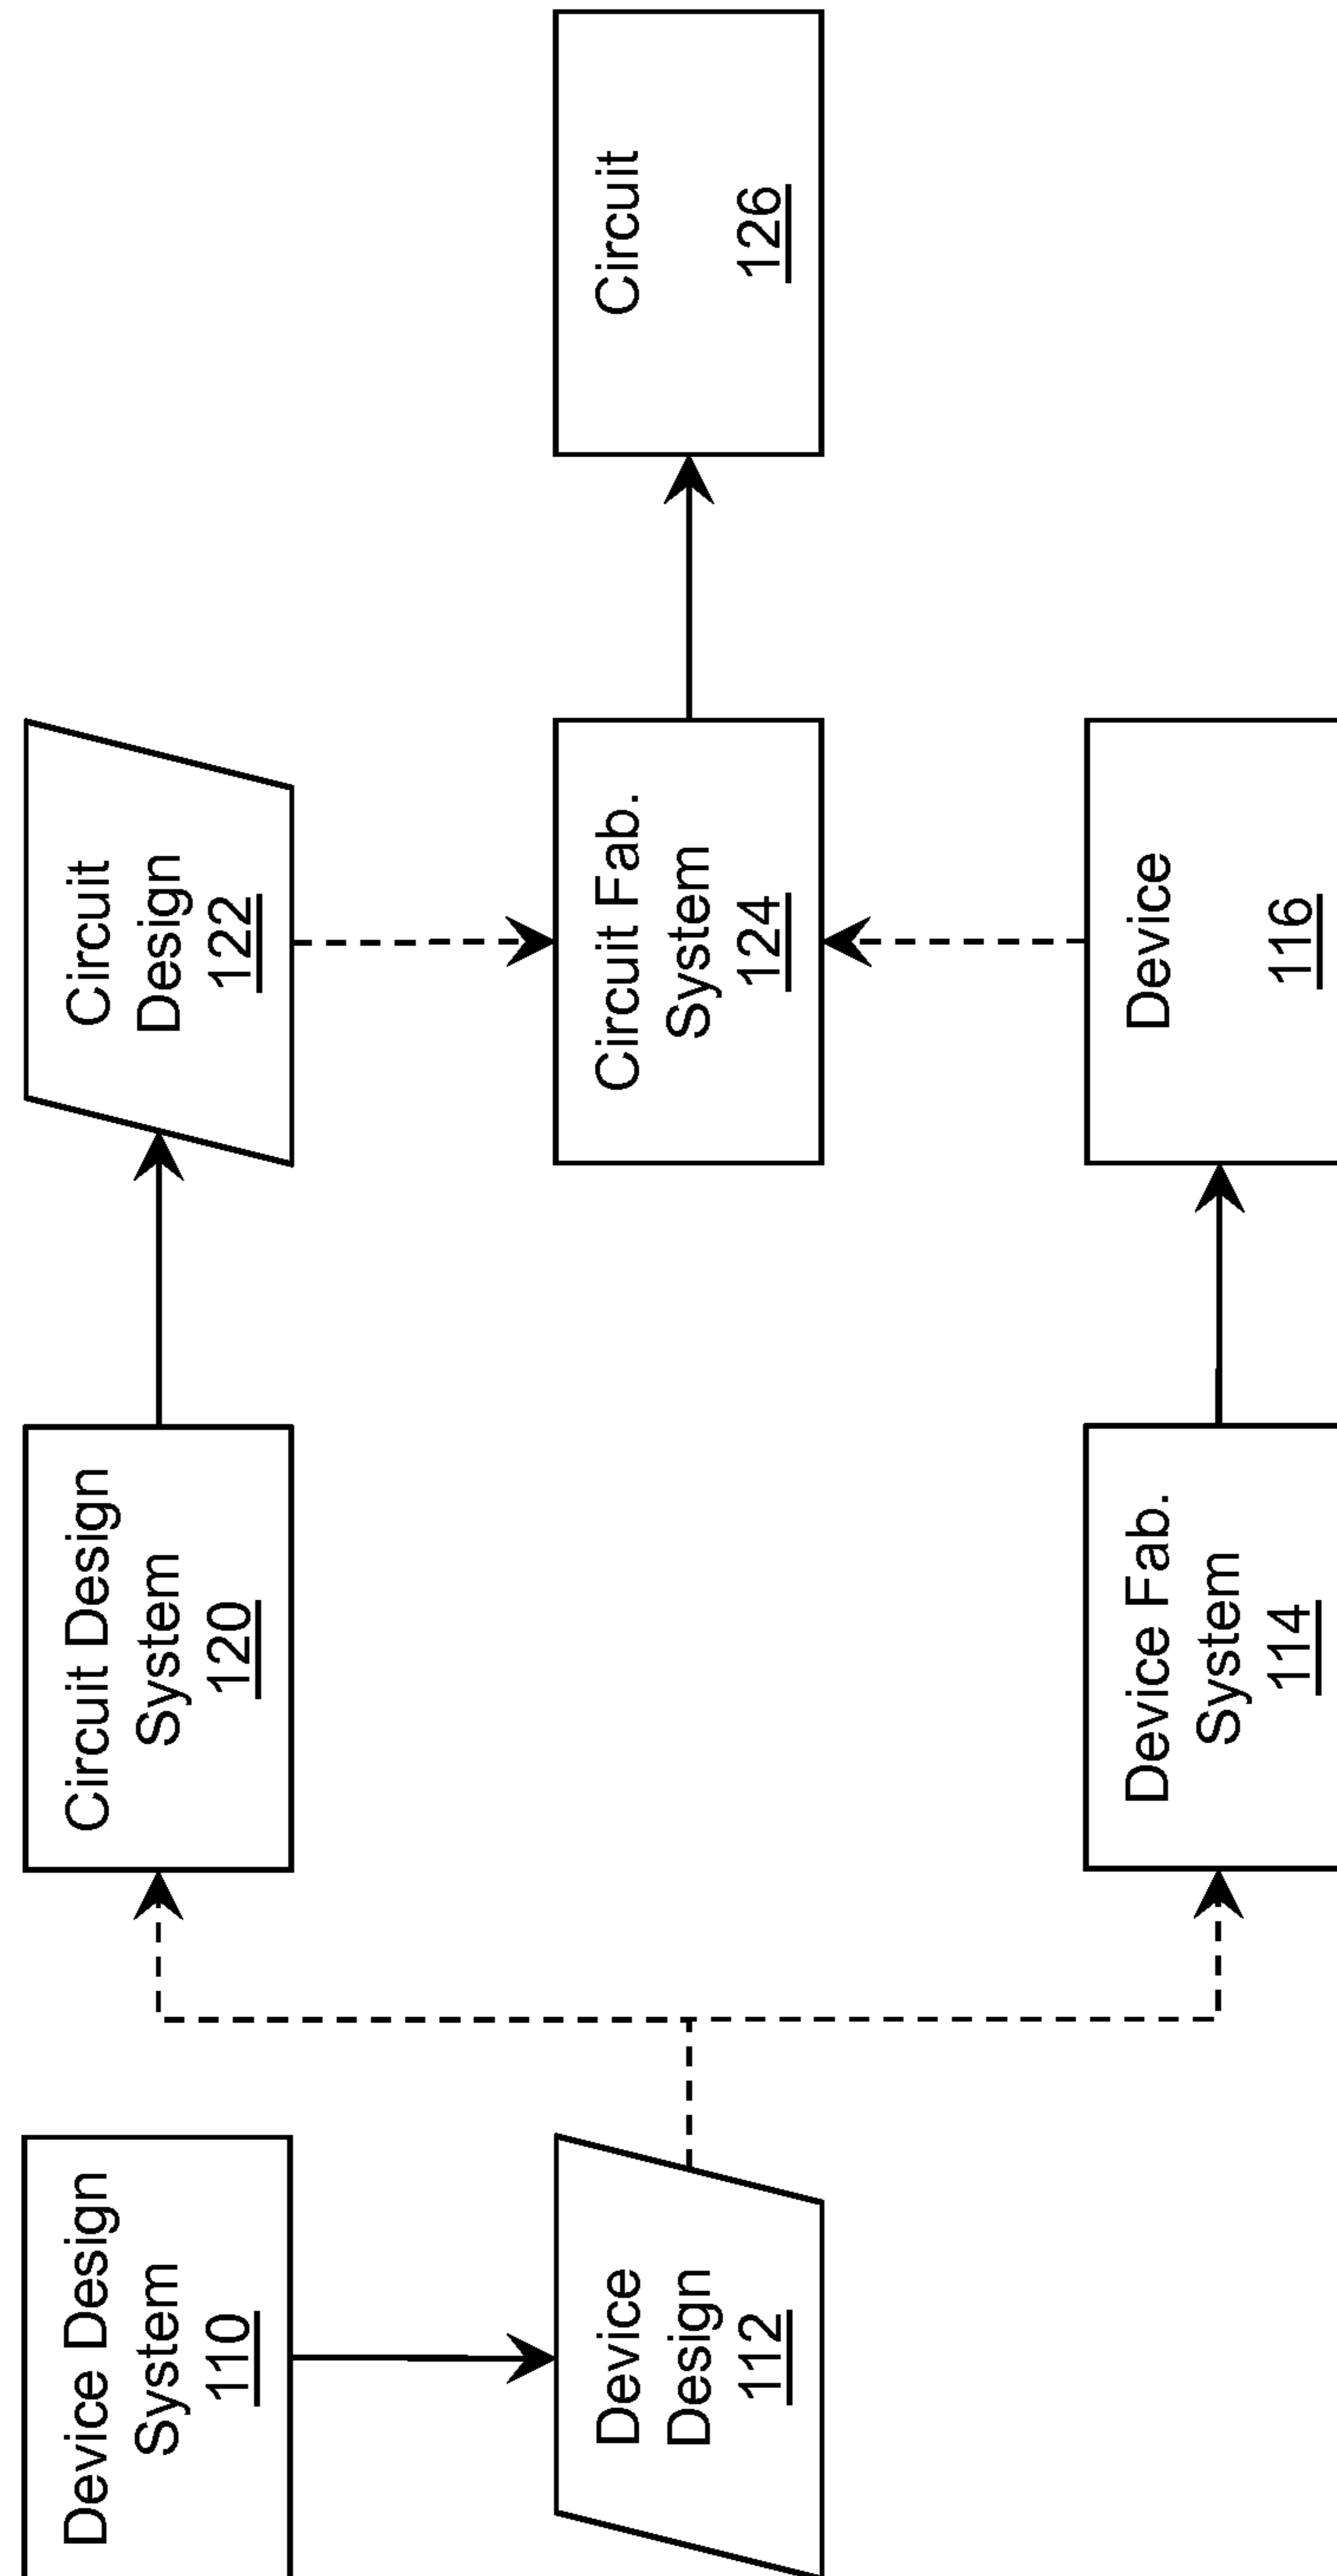 Device Design
System
110
Circuit Design
System
120
Circuit
Design
122
Device
Design
112
Circuit Fab.
System
124
Circuit
126
Device Fab.
System
114
Device
116